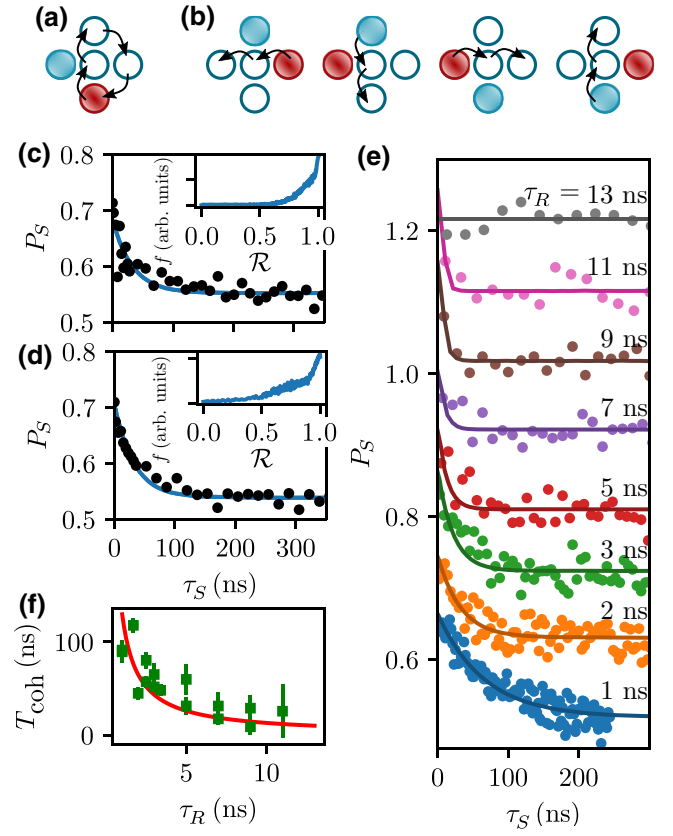 (a)
(b)
(c)
0.8
0.7
0.6
0.5
P_S
f (arb. units)
0.0 0.5 1.0
ℛ
(d)
0.8
0.7
0.6
0.5
P_S
f (arb. units)
0.0 0.5 1.0
ℛ
0 100 200 300
τ_S (ns)
(f)
100
0
T_coh (ns)
5 10
τ_R (ns)
(e)
1.2
1.0
0.8
0.6
P_S
τ_R = 13 ns
11 ns
9 ns
7 ns
5 ns
3 ns
2 ns
1 ns
0 100 200
τ_S (ns)